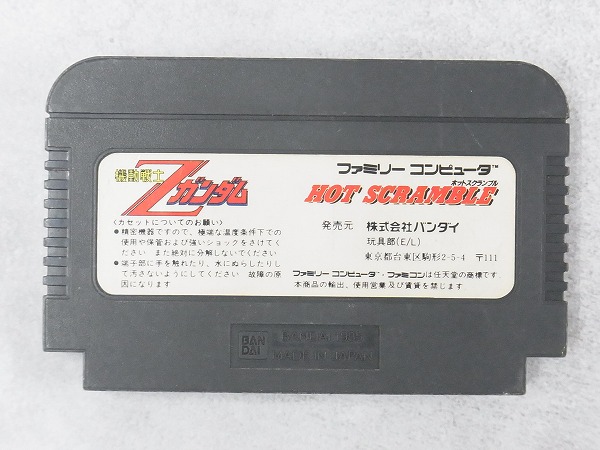 機動戦士
Zガンダム
ファミリー コンピュータ™
ホットスクランブル
HOT SCRAMBLE
〈カセットについてのお願い〉
●精密機器ですので、極端な温度条件下での
使用や保管および強いショックをさけてく
ださい また絶対に分解しないでください
●端子部に手を触れたり、水にぬらしたりし
て汚さないようにしてください 故障の原
因になります
発売元 株式会社バンダイ
玩具部(E/L)
東京都台東区駒形2-5-4 〒111
ファミリー コンピュータ・ファミコンは任天堂の商標です.
本商品の輸出、使用営業及び賃貸を禁じます.
BAN
DAI
MADE IN JAPAN